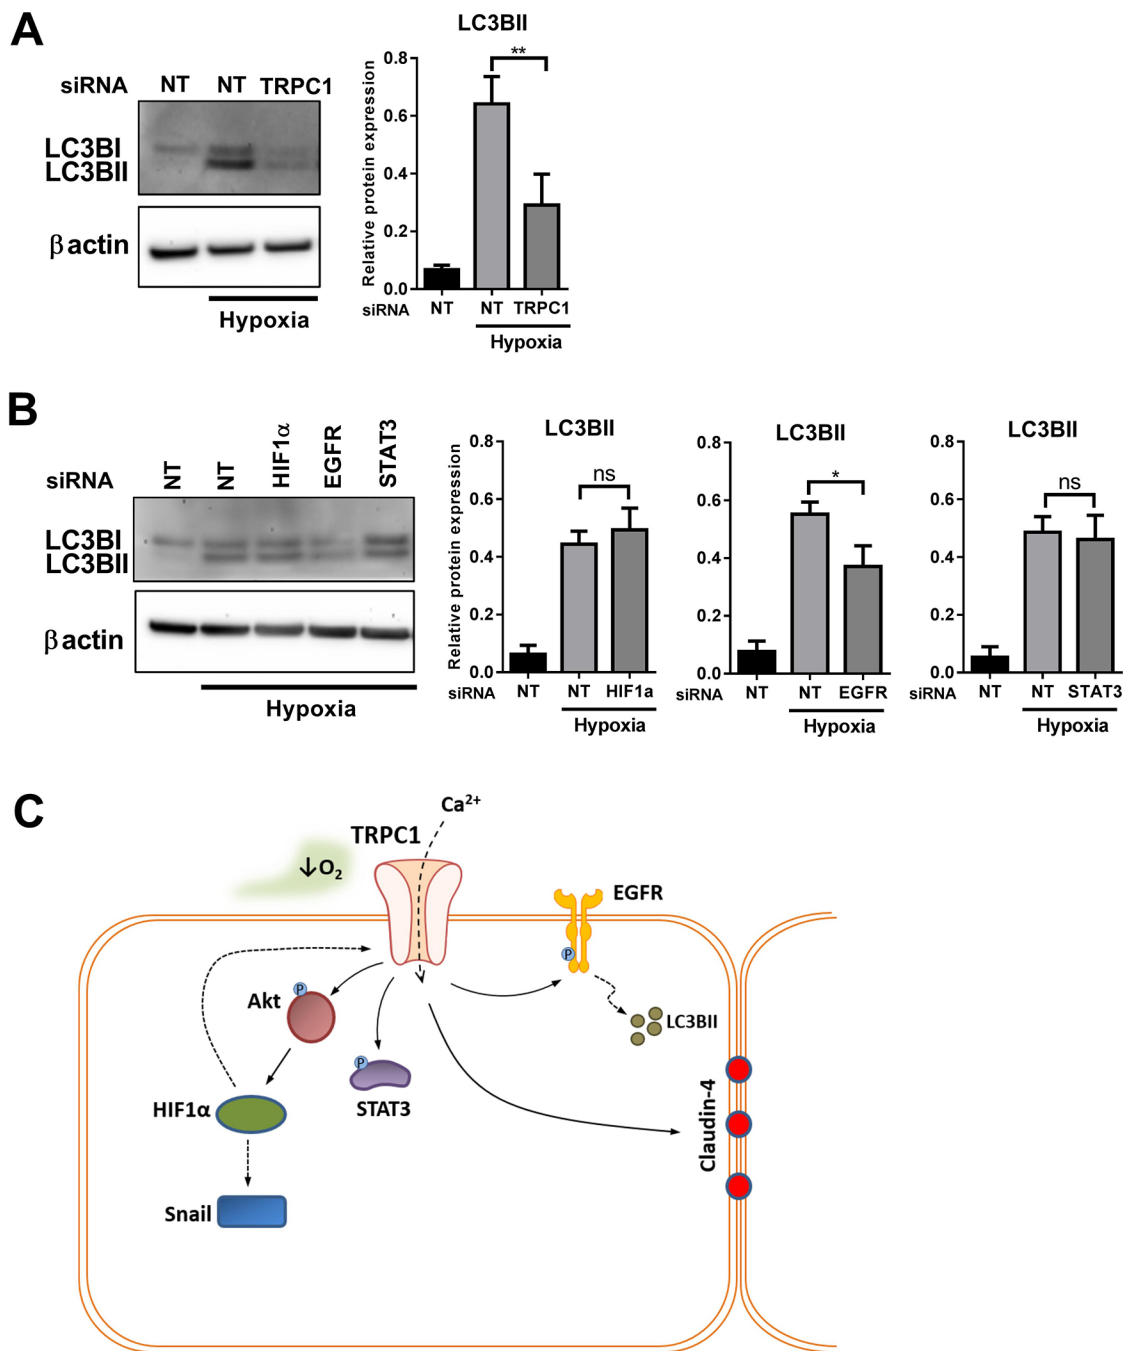 A
siRNA NT NT TRPC1
LC3BI
LC3BII
β actin
Hypoxia
LC3BII
**
Relative protein expression
0.8
0.6
0.4
0.2
0.0
siRNA NT NT TRPC1
Hypoxia
B
siRNA NT NT HIF1α EGFR STAT3
LC3BI
LC3BII
β actin
Hypoxia
LC3BII
ns
Relative protein expression
0.8
0.6
0.4
0.2
0.0
siRNA NT NT HIF1a
Hypoxia
LC3BII
*
0.8
0.6
0.4
0.2
0.0
siRNA NT NT EGFR
Hypoxia
LC3BII
ns
0.8
0.6
0.4
0.2
0.0
siRNA NT NT STAT3
Hypoxia
C
Ca2+
TRPC1
↓O2
EGFR
P
Akt
P
LC3BII
P
STAT3
HIF1α
Claudin-4
Snail